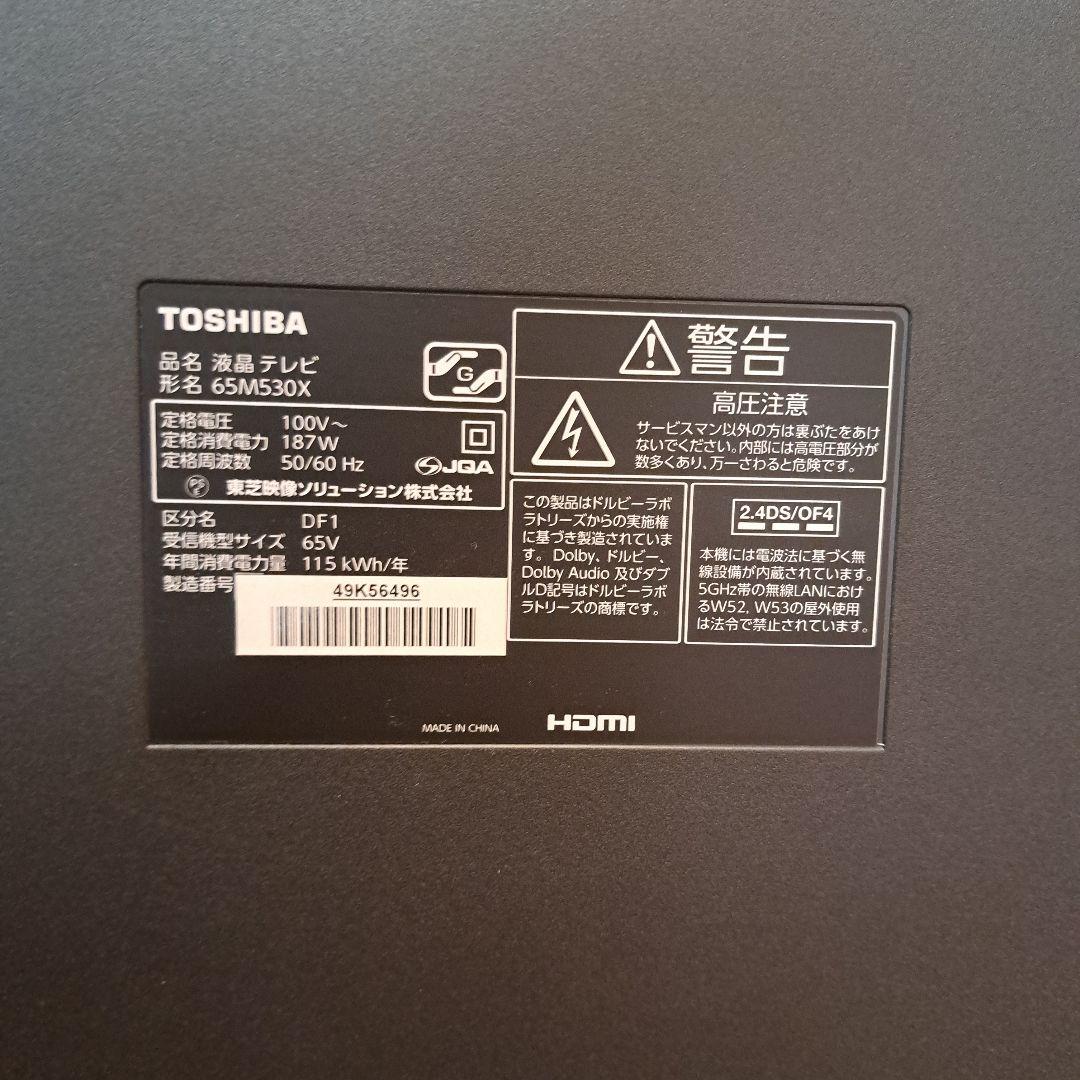 TOSHIBA
品名 液晶テレビ
形名 65M530X
G
定格電圧 100V～
定格消費電力 187W
定格周波数 50/60 Hz
JQA
東芝映像ソリューション株式会社
区分名 DF1
受信機型サイズ 65V
年間消費電力量 115 kWh/年
製造番号
49K56496
MADE IN CHINA
HDMI
警告
高圧注意
サービスマン以外の方は裏ぶたをあけ
ないでください。内部には高電圧部分が
数多くあり、万一さわると危険です。
この製品はドルビーラボ
ラトリーズからの実施権
に基づき製造されていま
す。Dolby、ドルビー、
Dolby Audio 及びダブ
ルD記号はドルビーラボ
ラトリーズの商標です。
2.4DS/OF4
本機には電波法に基づく無
線設備が内蔵されています。
5GHz帯の無線LANにおけ
るW52, W53の屋外使用
は法令で禁止されています。